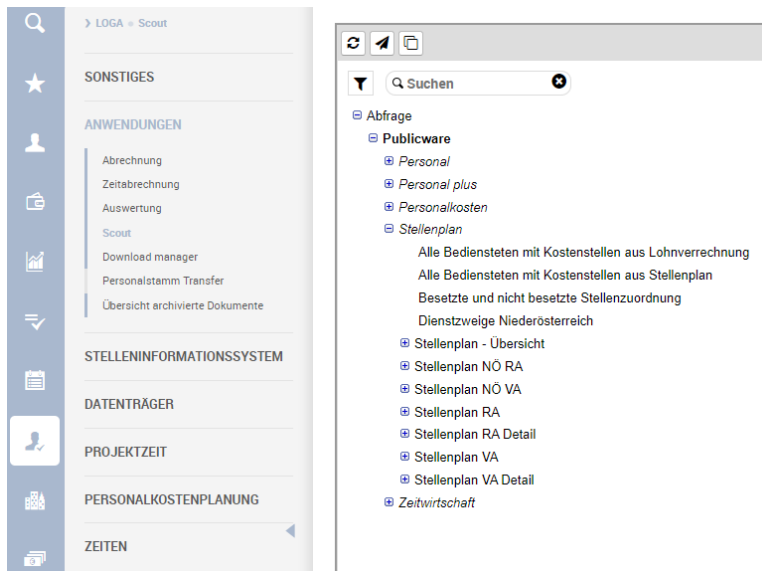 > LOGA • Scout
SONSTIGES
ANWENDUNGEN
Abrechnung
Zeitabrechnung
Auswertung
Scout
Download manager
Personalstamm Transfer
Übersicht archivierte Dokumente
STELLENINFORMATIONSSYSTEM
DATENTRÄGER
PROJEKTZEIT
PERSONALKOSTENPLANUNG
ZEITEN
Suchen
Abfrage
Publicware
Personal
Personal plus
Personalkosten
Stellenplan
Alle Bediensteten mit Kostenstellen aus Lohnverrechnung
Alle Bediensteten mit Kostenstellen aus Stellenplan
Besetzte und nicht besetzte Stellenzuordnung
Dienstzweige Niederösterreich
Stellenplan - Übersicht
Stellenplan NÖ RA
Stellenplan NÖ VA
Stellenplan RA
Stellenplan RA Detail
Stellenplan VA
Stellenplan VA Detail
Zeitwirtschaft